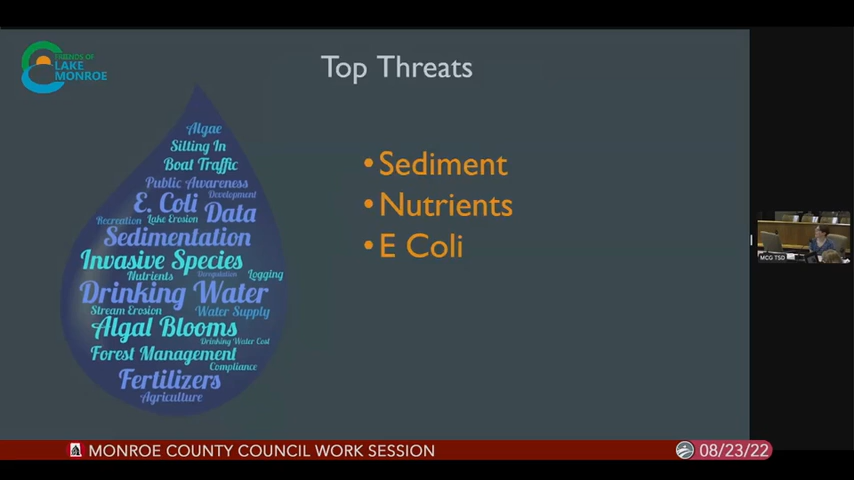 FRIENDS OF
LAKE
MONROE
Top Threats
Algae
Silting In
Boat Traffic
Public Awareness
E. Coli
Development
Data
Recreation
Lake Erosion
Sedimentation
Invasive Species
Nutrients
Logging
Drinking Water
Stream Erosion
Water Supply
Algal Blooms
Drinking Water Cost
Forest Management
Compliance
Fertilizers
Agriculture
• Sediment
• Nutrients
• E Coli
MCG TSD
MONROE COUNTY COUNCIL WORK SESSION
08/23/22